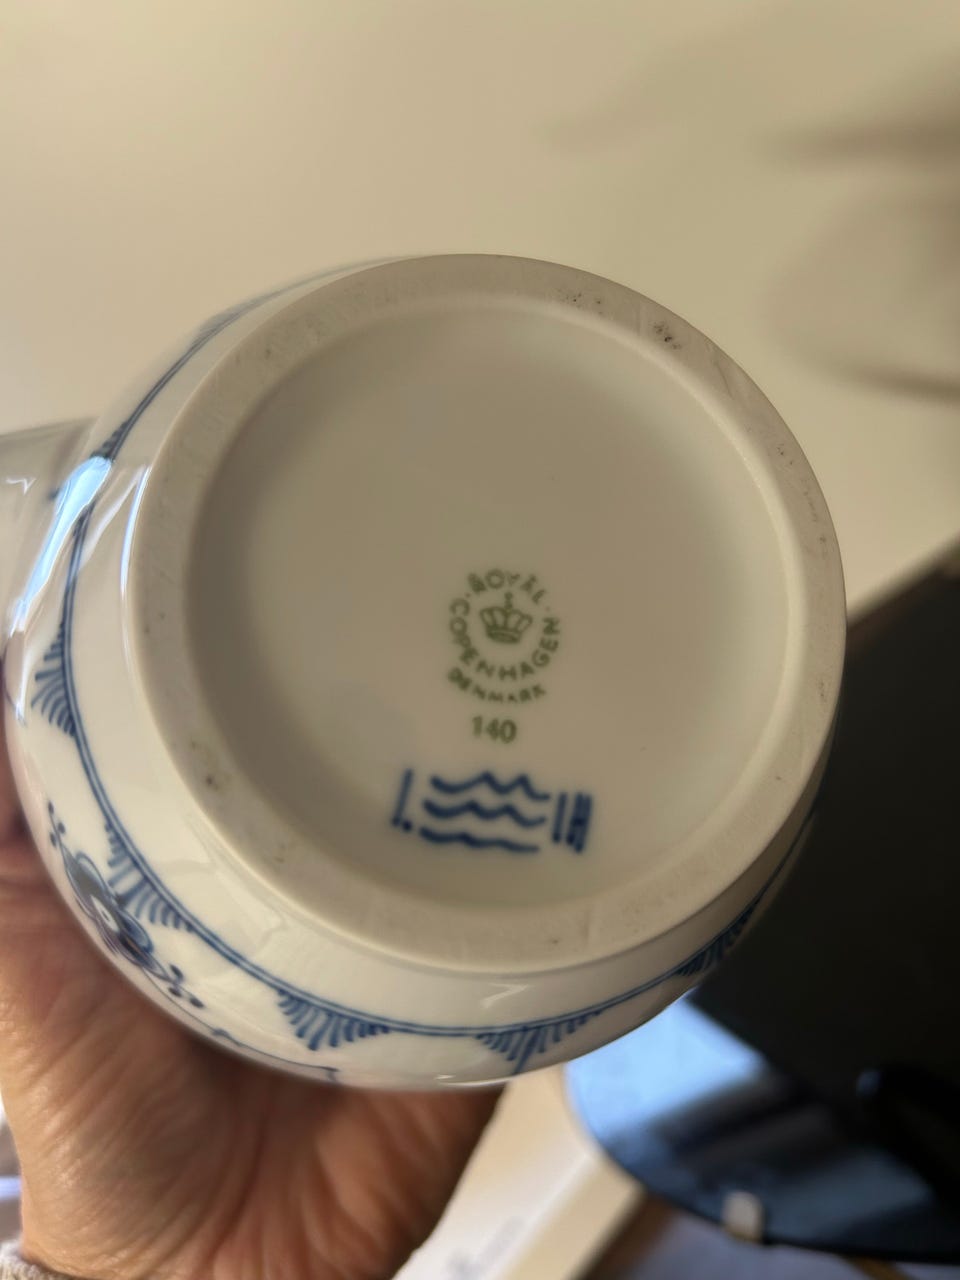 ROYAL
COPENHAGEN
DENMARK
140